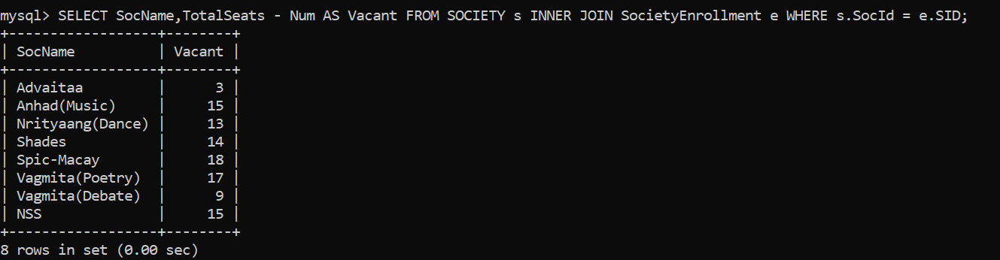 mysql> SELECT SocName,TotalSeats - Num AS Vacant FROM SOCIETY s INNER JOIN SocietyEnrollment e WHERE s.SocId = e.SID;
+------------------+--------+
| SocName          | Vacant |
+------------------+--------+
| Advaitaa         |      3 |
| Anhad(Music)     |     15 |
| Nrityaang(Dance) |     13 |
| Shades           |     14 |
| Spic-Macay       |     18 |
| Vagmita(Poetry)  |     17 |
| Vagmita(Debate)  |      9 |
| NSS              |     15 |
+------------------+--------+
8 rows in set (0.00 sec)